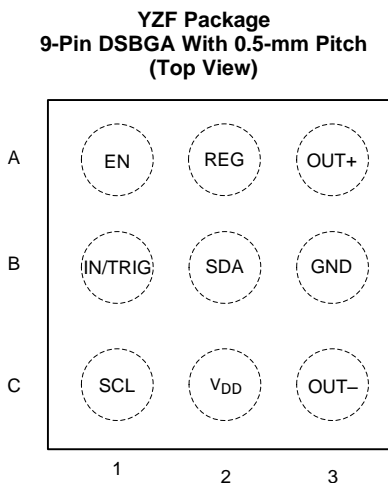 YZF Package
9-Pin DSBGA With 0.5-mm Pitch
(Top View)
A EN REG OUT+
B IN/TRIG SDA GND
C SCL VDD OUT–
1 2 3